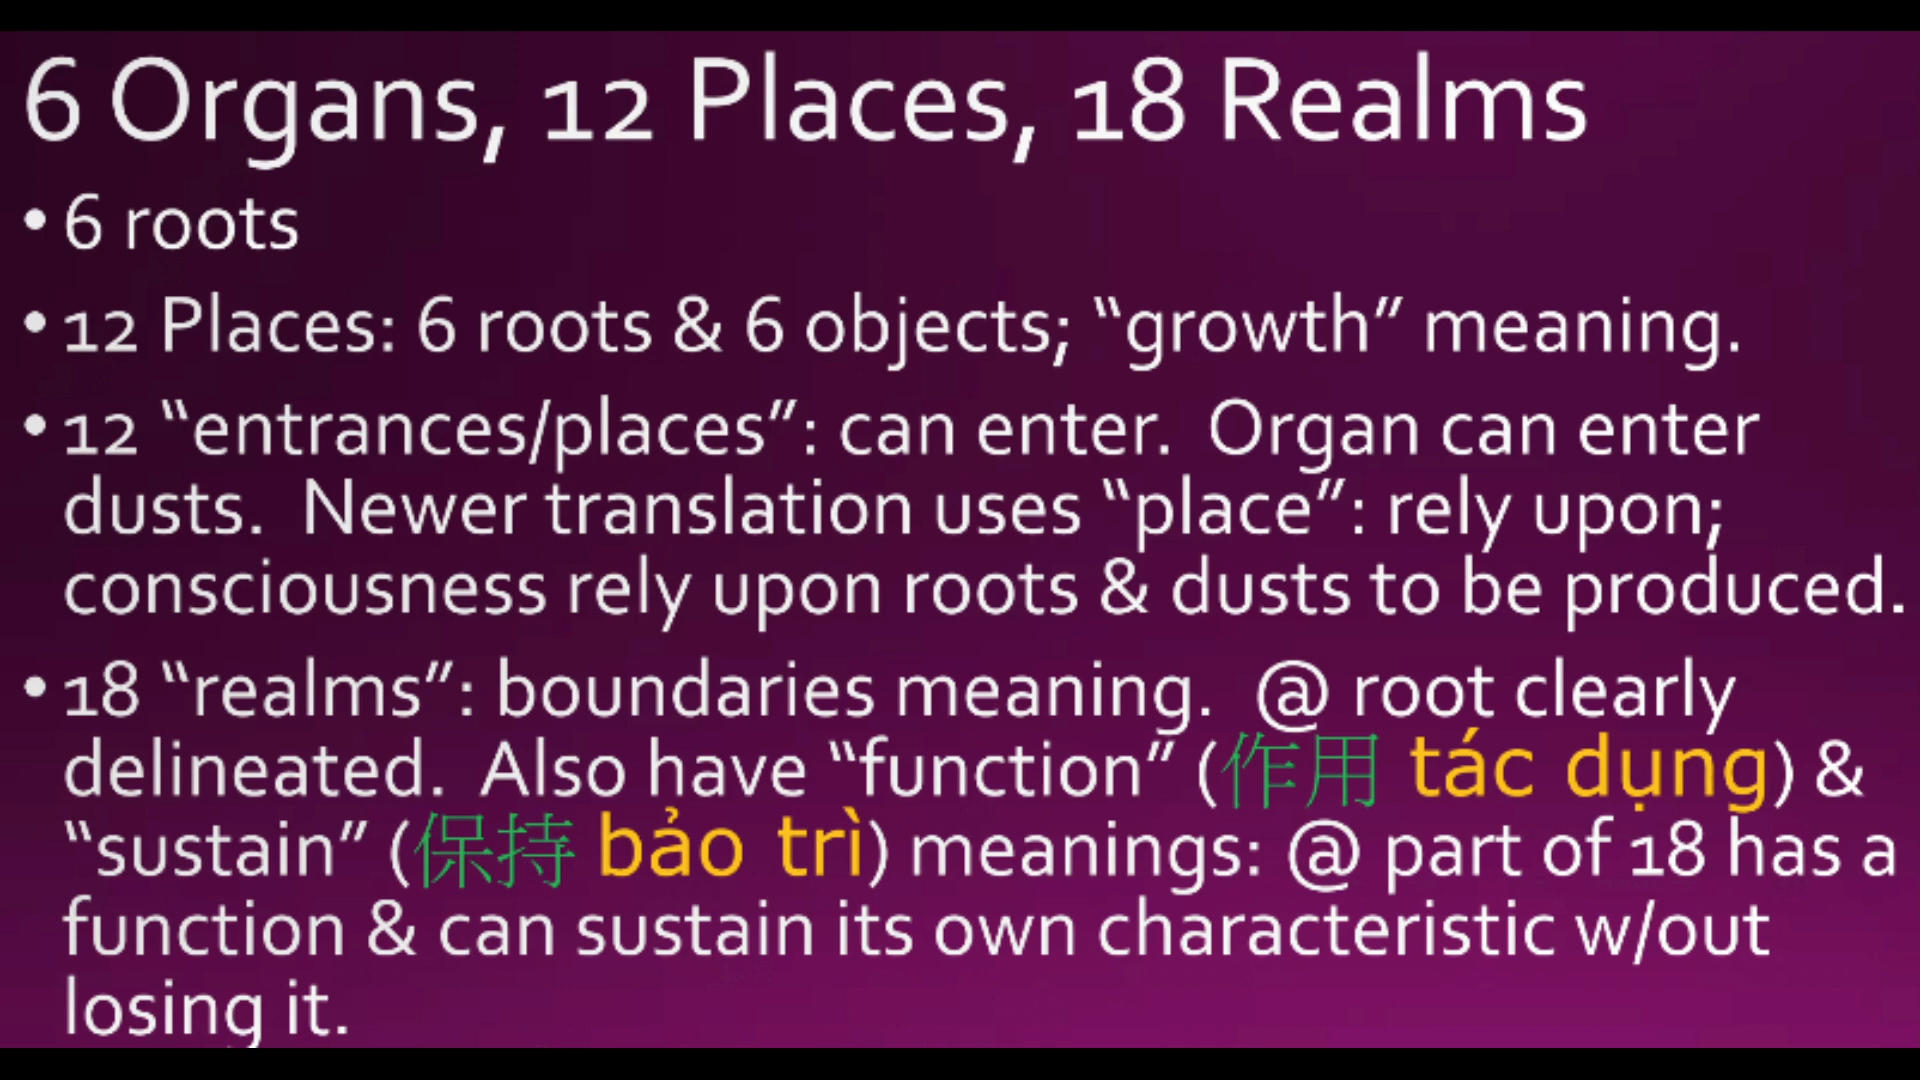 6 Organs, 12 Places, 18 Realms
• 6 roots
• 12 Places: 6 roots & 6 objects; “growth” meaning.
• 12 “entrances/places”: can enter.  Organ can enter
dusts.  Newer translation uses “place”: rely upon;
consciousness rely upon roots & dusts to be produced.
• 18 “realms”: boundaries meaning.  @ root clearly
delineated.  Also have “function” (作用 tác dụng) &
“sustain” (保持 bảo trì) meanings: @ part of 18 has a
function & can sustain its own characteristic w/out
losing it.